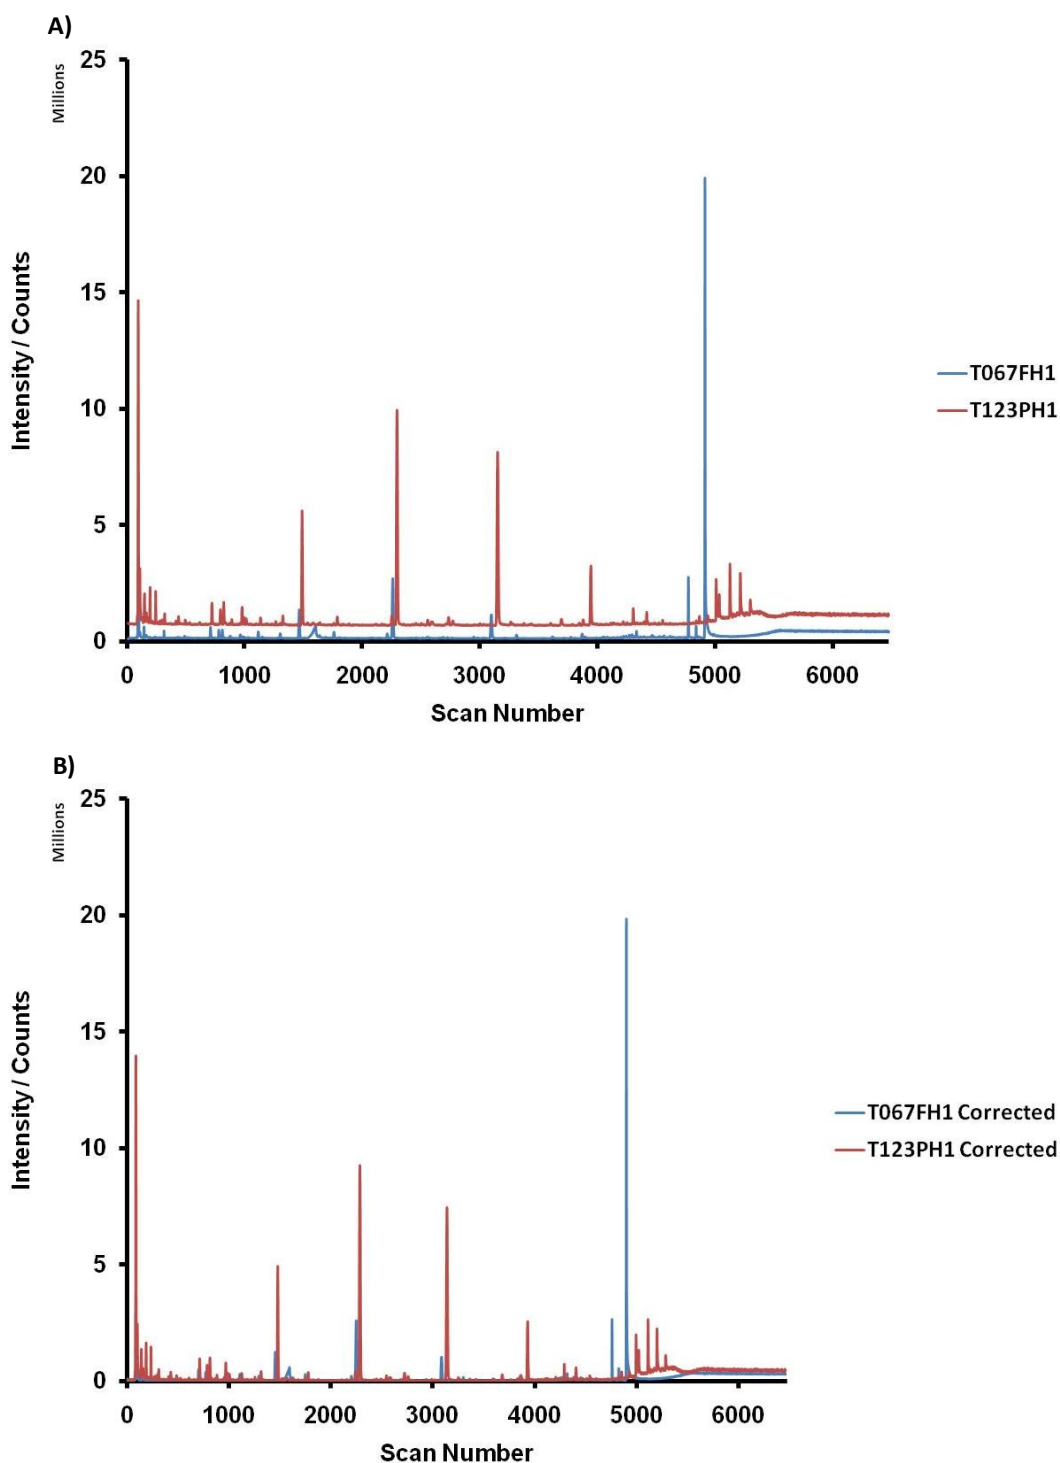 A)
Millions
25
20
15
10
5
0
Intensity / Counts
0 1000 2000 3000 4000 5000 6000
Scan Number
T067FH1
T123PH1
B)
Millions
25
20
15
10
5
0
Intensity / Counts
0 1000 2000 3000 4000 5000 6000
Scan Number
T067FH1 Corrected
T123PH1 Corrected